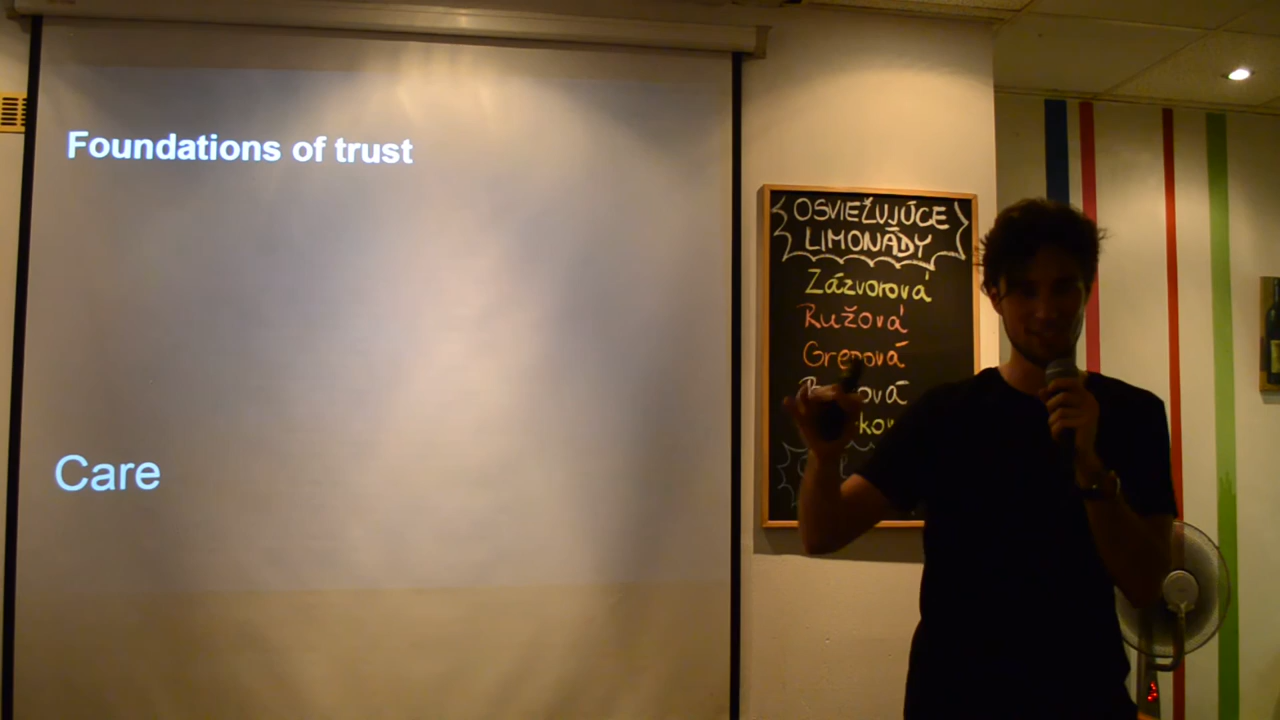 Foundations of trust
Care
OSVIEŽUJÚCE
LIMONÁDY
Zázvorová
Ružová
Grepová